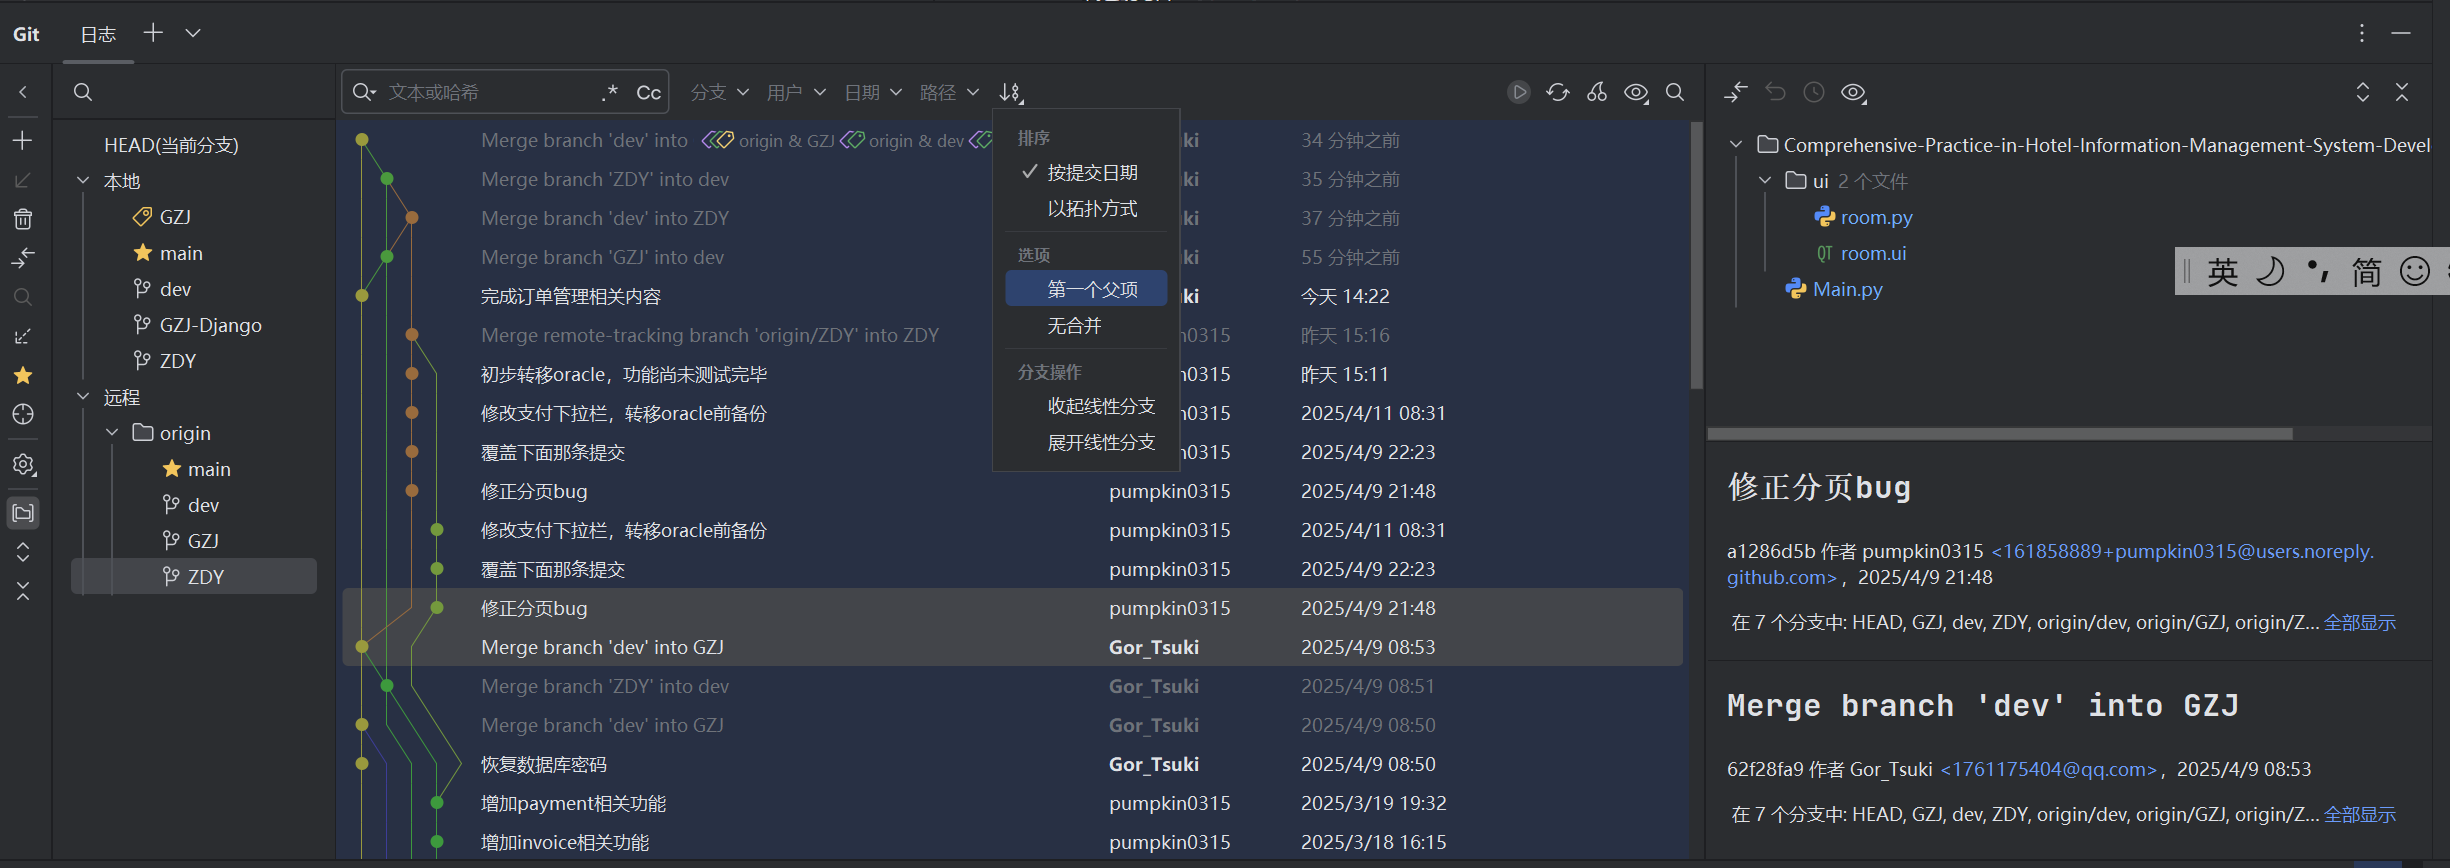 Git
日志
文本或哈希
.*
Cc
分支
用户
日期
路径
HEAD(当前分支)
本地
GZJ
main
dev
GZJ-Django
ZDY
远程
origin
main
dev
GZJ
ZDY
Merge branch 'dev' into origin & GZJ origin & dev ki 34 分钟之前
Merge branch 'ZDY' into dev ki 35 分钟之前
Merge branch 'dev' into ZDY ki 37 分钟之前
Merge branch 'GZJ' into dev ki 55 分钟之前
完成订单管理相关内容 ki 今天 14:22
Merge remote-tracking branch 'origin/ZDY' into ZDY n0315 昨天 15:16
初步转移oracle，功能尚未测试完毕 n0315 昨天 15:11
修改支付下拉栏，转移oracle前备份 n0315 2025/4/11 08:31
覆盖下面那条提交 n0315 2025/4/9 22:23
修正分页bug pumpkin0315 2025/4/9 21:48
修改支付下拉栏，转移oracle前备份 pumpkin0315 2025/4/11 08:31
覆盖下面那条提交 pumpkin0315 2025/4/9 22:23
修正分页bug pumpkin0315 2025/4/9 21:48
Merge branch 'dev' into GZJ Gor_Tsuki 2025/4/9 08:53
Merge branch 'ZDY' into dev Gor_Tsuki 2025/4/9 08:51
Merge branch 'dev' into GZJ Gor_Tsuki 2025/4/9 08:50
恢复数据库密码 Gor_Tsuki 2025/4/9 08:50
增加payment相关功能 pumpkin0315 2025/3/19 19:32
增加invoice相关功能 pumpkin0315 2025/3/18 16:15
排序
按提交日期
以拓扑方式
选项
第一个父项
无合并
分支操作
收起线性分支
展开线性分支
Comprehensive-Practice-in-Hotel-Information-Management-System-Devel
ui 2 个文件
room.py
QT room.ui
Main.py
英 简
修正分页bug
a1286d5b 作者 pumpkin0315 <161858889+pumpkin0315@users.noreply.
github.com>，2025/4/9 21:48
在 7 个分支中: HEAD, GZJ, dev, ZDY, origin/dev, origin/GZJ, origin/Z... 全部显示
Merge branch 'dev' into GZJ
62f28fa9 作者 Gor_Tsuki <1761175404@qq.com>，2025/4/9 08:53
在 7 个分支中: HEAD, GZJ, dev, ZDY, origin/dev, origin/GZJ, origin/Z... 全部显示